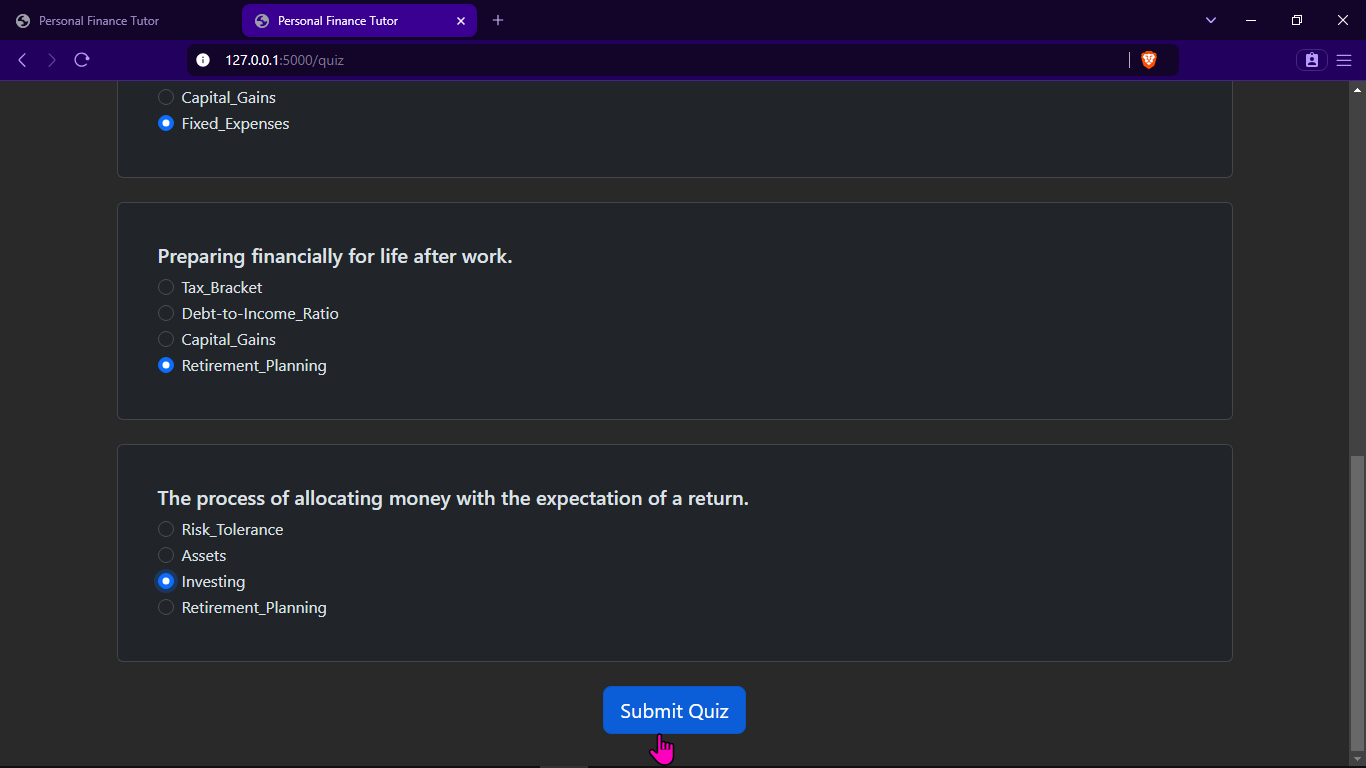 Personal Finance Tutor
Personal Finance Tutor
127.0.0.1:5000/quiz
Capital_Gains
Fixed_Expenses
Preparing financially for life after work.
Tax_Bracket
Debt-to-Income_Ratio
Capital_Gains
Retirement_Planning
The process of allocating money with the expectation of a return.
Risk_Tolerance
Assets
Investing
Retirement_Planning
Submit Quiz